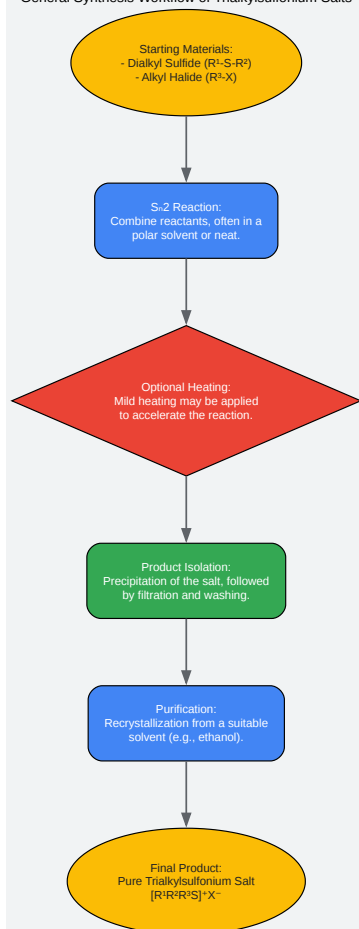 General Synthesis Workflow of Trialkylsulfonium Salts
Starting Materials:
- Dialkyl Sulfide (R¹-S-R²)
- Alkyl Halide (R³-X)
Sₙ2 Reaction:
Combine reactants, often in a
polar solvent or neat.
Optional Heating:
Mild heating may be applied
to accelerate the reaction.
Product Isolation:
Precipitation of the salt, followed
by filtration and washing.
Purification:
Recrystallization from a suitable
solvent (e.g., ethanol).
Final Product:
Pure Trialkylsulfonium Salt
[R¹R²R³S]⁺X⁻